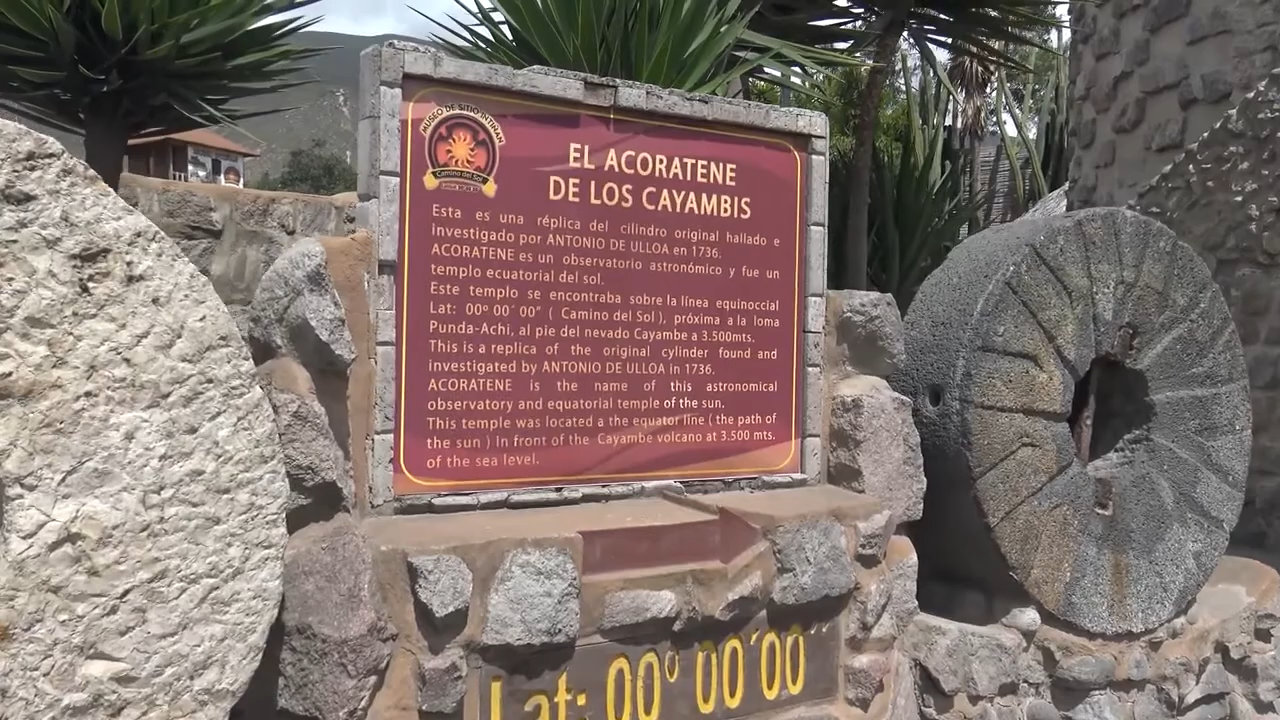 MUSEO DE SITIO INTIÑAN
Camino del Sol
EL ACORATENE
DE LOS CAYAMBIS
Esta es una réplica del cilindro original hallado e
investigado por ANTONIO DE ULLOA en 1736.
ACORATENE es un observatorio astronómico y fue un
templo ecuatorial del sol.
Este templo se encontraba sobre la línea equinoccial
Lat: 00º 00´ 00” ( Camino del Sol ), próxima a la loma
Punda-Achi, al pie del nevado Cayambe a 3.500mts.
This is a replica of the original cylinder found and
investigated by ANTONIO DE ULLOA in 1736.
ACORATENE is the name of this astronomical
observatory and equatorial temple of the sun.
This temple was located a the equator line ( the path of
the sun ) In front of the Cayambe volcano at 3.500 mts.
of the sea level.
Lat: 00º 00´00”